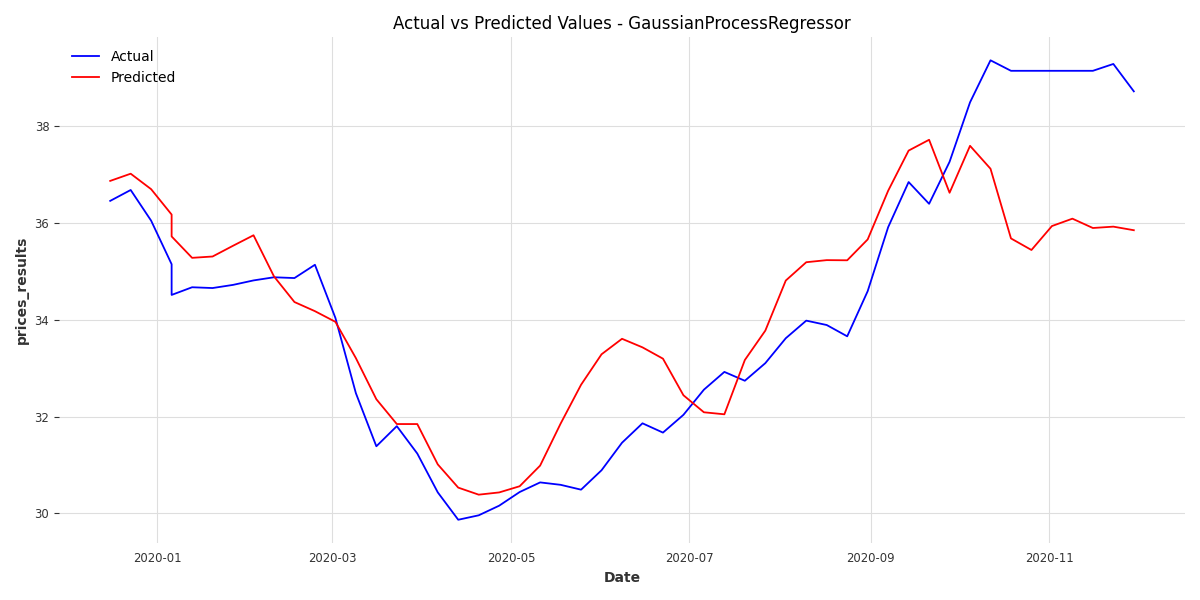 Actual vs Predicted Values - GaussianProcessRegressor
Actual
Predicted
prices_results
38
36
34
32
30
2020-01
2020-03
2020-05
2020-07
2020-09
2020-11
Date